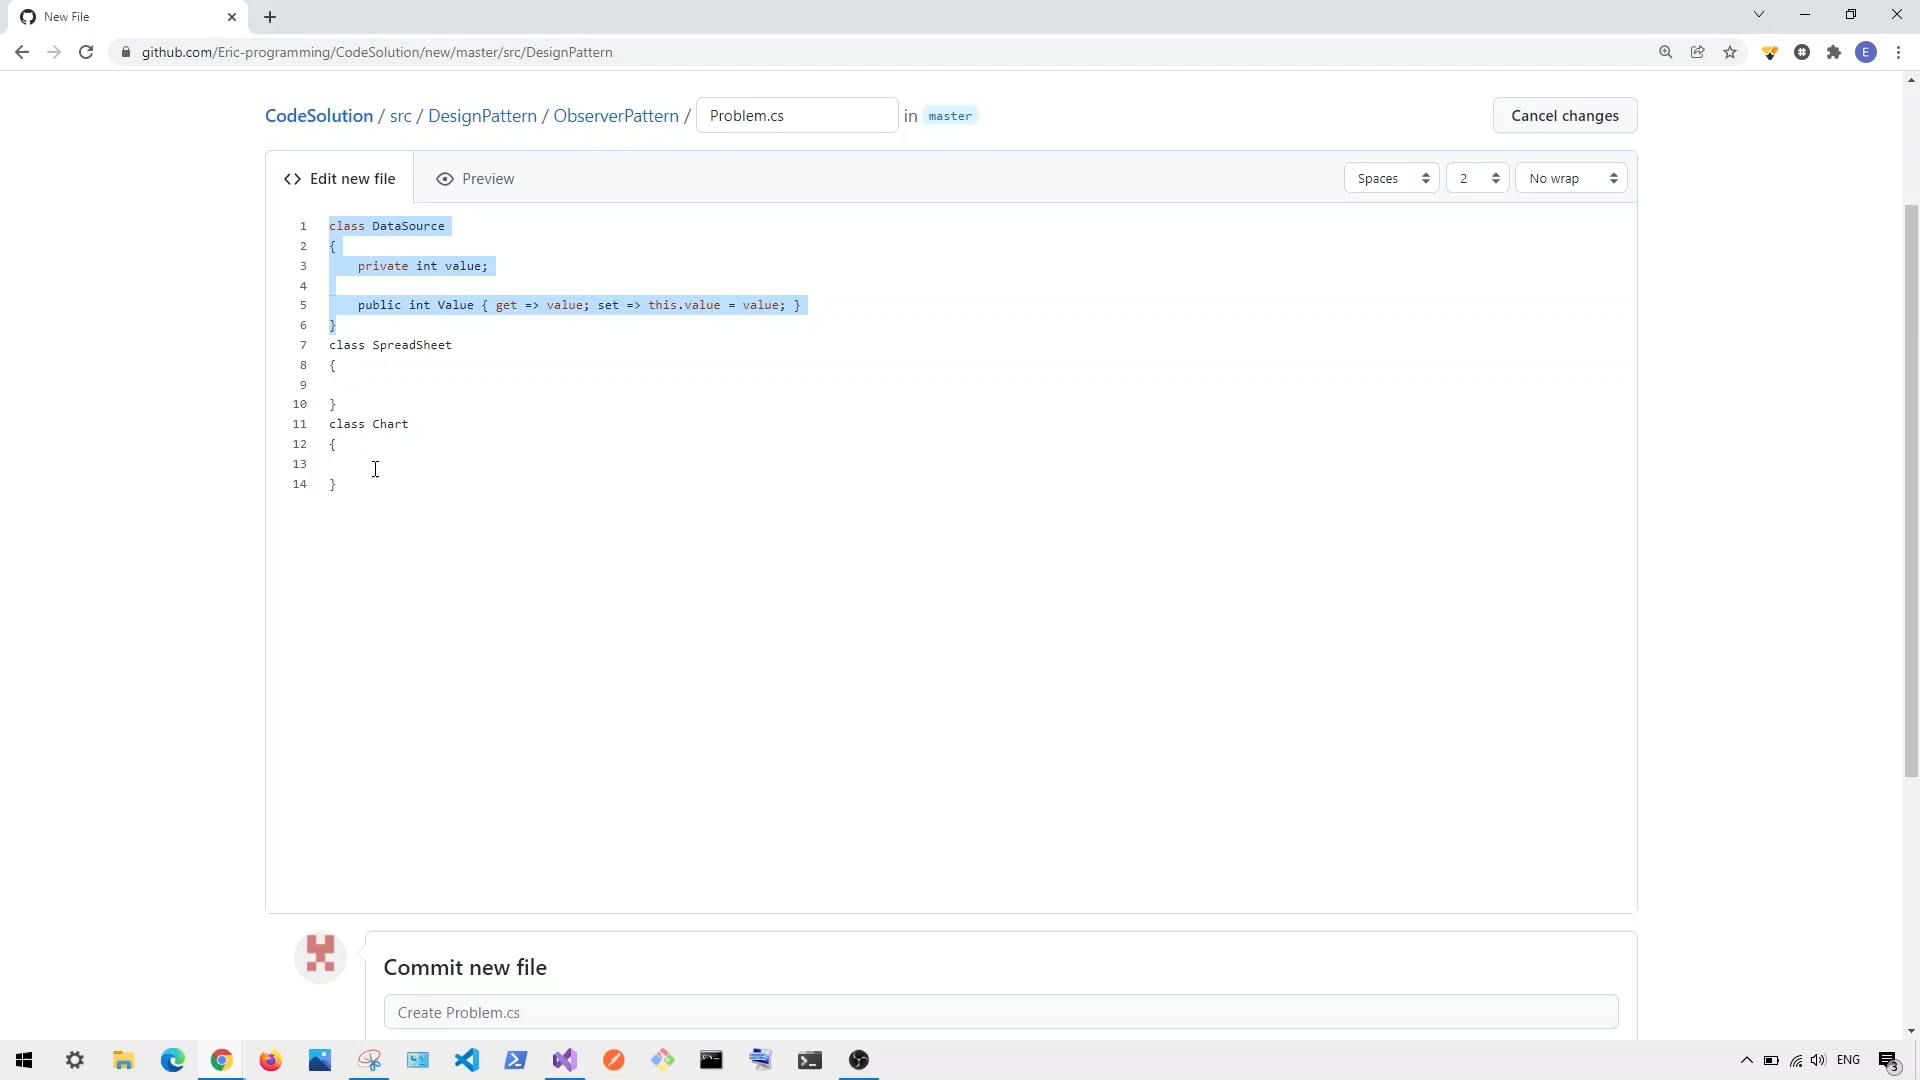 New File
github.com/Eric-programming/CodeSolution/new/master/src/DesignPattern
E
CodeSolution / src / DesignPattern / ObserverPattern / Problem.cs in master
Cancel changes
<> Edit new file
Preview
Spaces
2
No wrap
1 class DataSource
2 {
3 private int value;
4
5 public int Value { get => value; set => this.value = value; }
6 }
7 class SpreadSheet
8 {
9
10 }
11 class Chart
12 {
13
14 }
Commit new file
Create Problem.cs
ENG
3